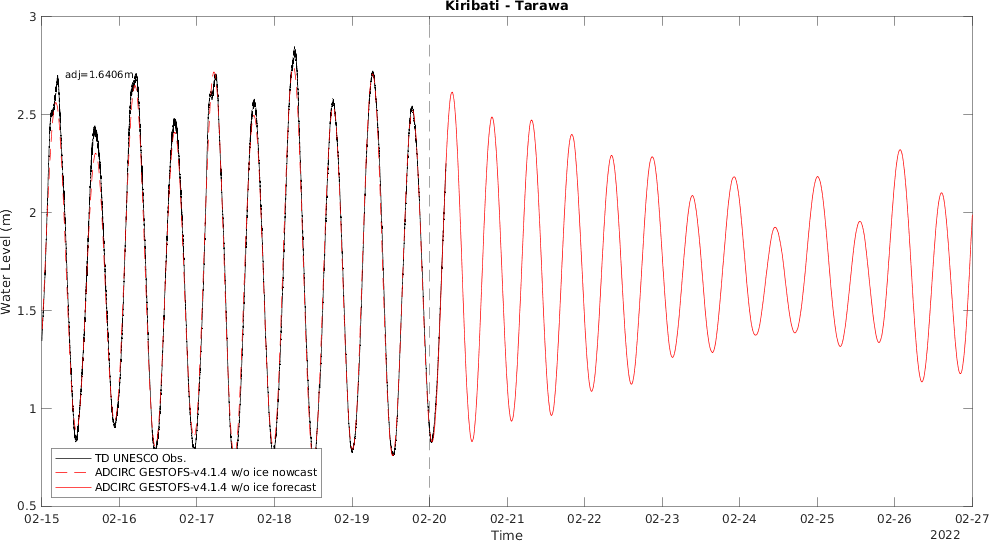 Kiribati - Tarawa
3
adj=1.6406m
2.5
2
Water Level (m)
1.5
1
TD UNESCO Obs.
ADCIRC GESTOFS-v4.1.4 w/o ice nowcast
ADCIRC GESTOFS-v4.1.4 w/o ice forecast
0.5
02-15 02-16 02-17 02-18 02-19 02-20 02-21 02-22 02-23 02-24 02-25 02-26 02-27
Time
2022